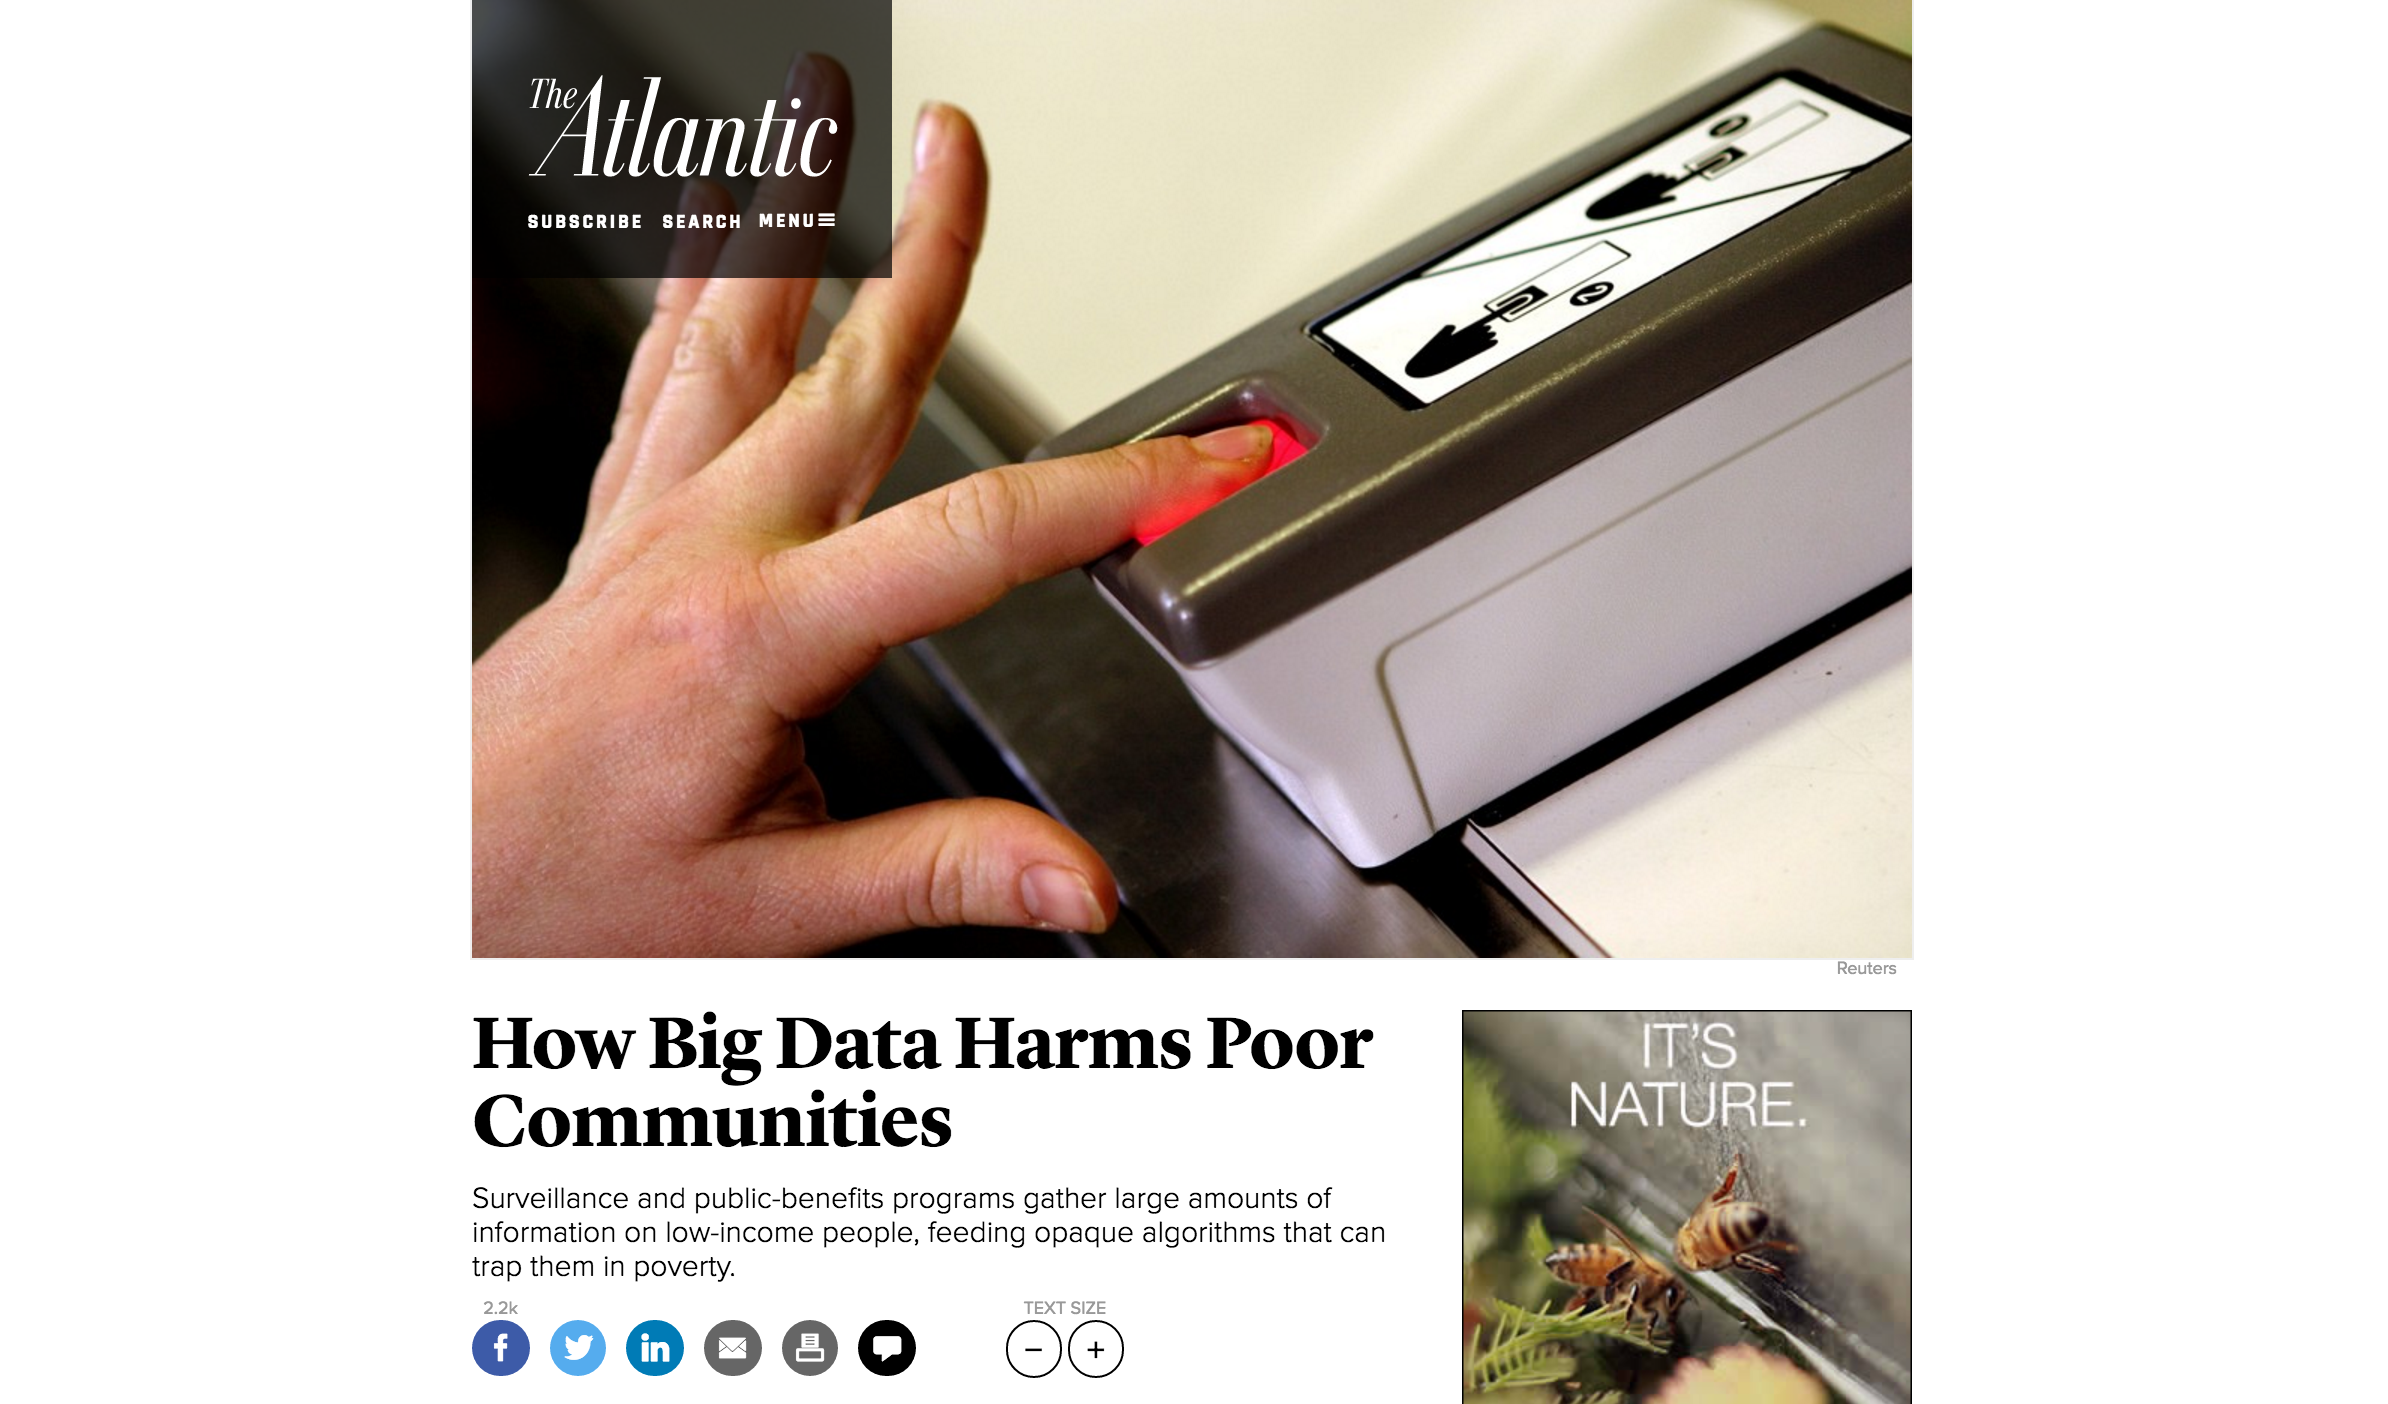 The Atlantic
SUBSCRIBE SEARCH MENU
1
2
Reuters
How Big Data Harms Poor
Communities
Surveillance and public-benefits programs gather large amounts of
information on low-income people, feeding opaque algorithms that can
trap them in poverty.
2.2k
TEXT SIZE
− +
IT'S
NATURE.